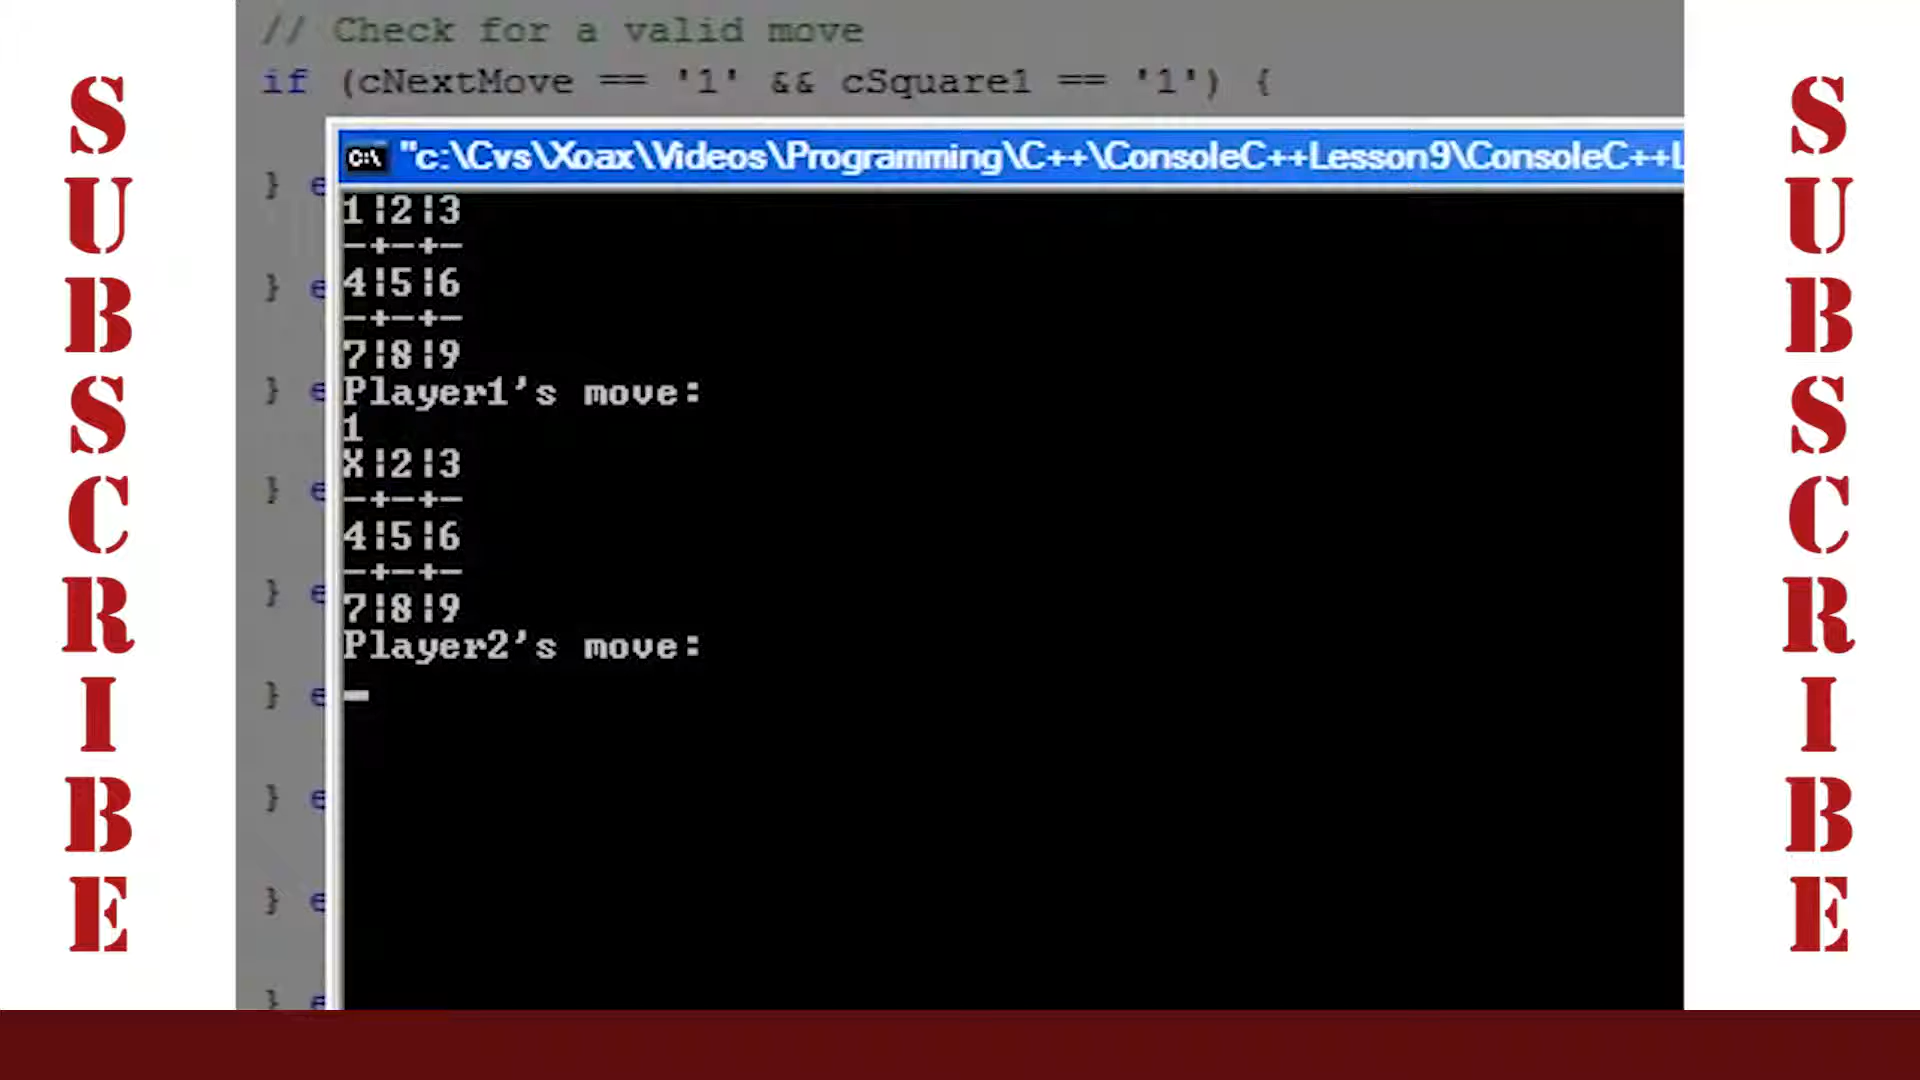 SUBSCRIBE
// Check for a valid move
if (cNextMove == '1' && cSquare1 == '1') {
"c:\Cvs\Xoax\Videos\Programming\C++\ConsoleC++Lesson9\ConsoleC++L
} e
1|2|3
-+-+-
} e
4|5|6
-+-+-
7|8|9
} e
Player1's move:
1
X|2|3
} e
-+-+-
4|5|6
-+-+-
} e
7|8|9
Player2's move:
} e
_
} e
} e
} e
SUBSCRIBE